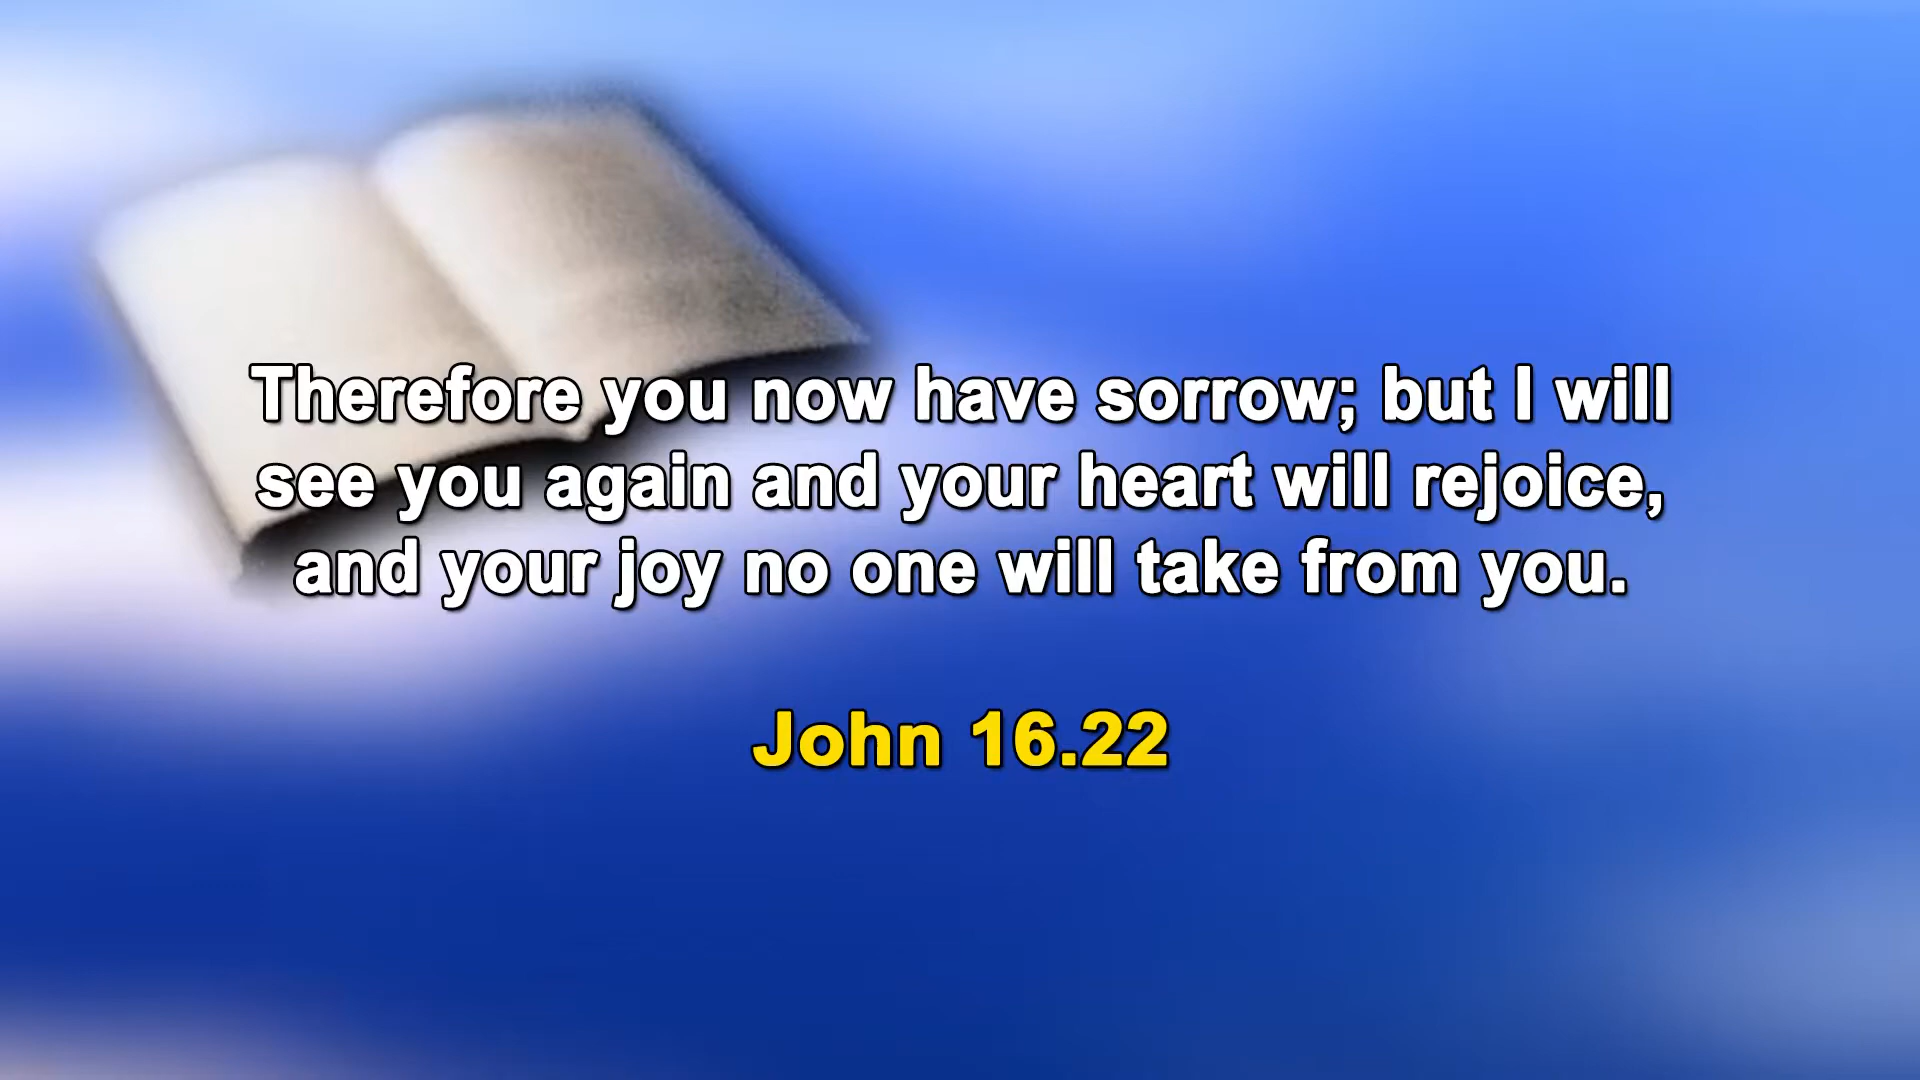 Therefore you now have sorrow; but I will
see you again and your heart will rejoice,
and your joy no one will take from you.
John 16.22